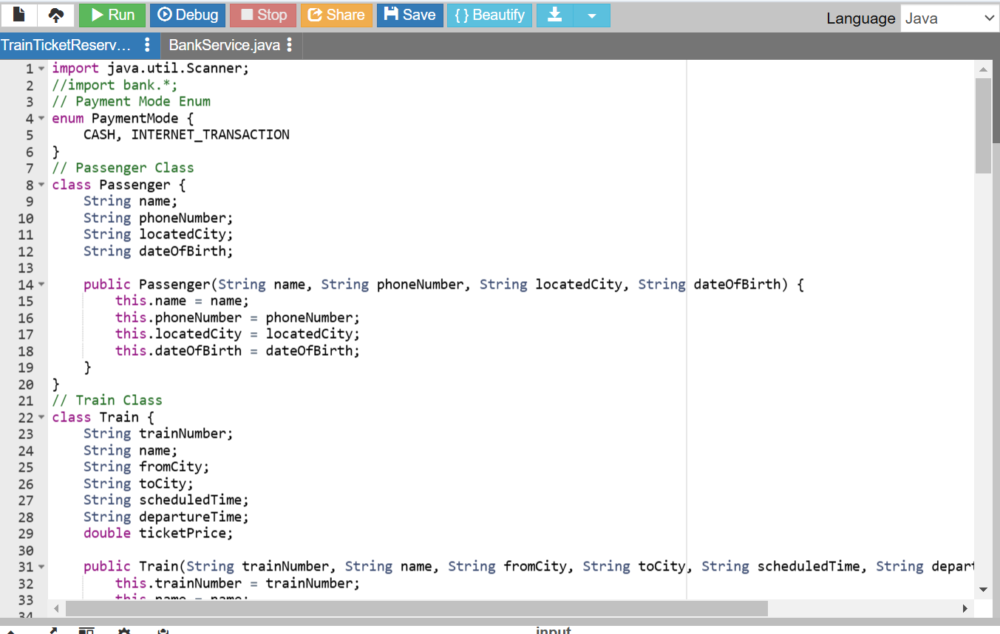 Run Debug Stop Share Save { } Beautify Language Java
TrainTicketReserv... BankService.java
1 import java.util.Scanner;
2 //import bank.*;
3 // Payment Mode Enum
4 enum PaymentMode {
5     CASH, INTERNET_TRANSACTION
6 }
7 // Passenger Class
8 class Passenger {
9     String name;
10     String phoneNumber;
11     String locatedCity;
12     String dateOfBirth;
13
14     public Passenger(String name, String phoneNumber, String locatedCity, String dateOfBirth) {
15         this.name = name;
16         this.phoneNumber = phoneNumber;
17         this.locatedCity = locatedCity;
18         this.dateOfBirth = dateOfBirth;
19     }
20 }
21 // Train Class
22 class Train {
23     String trainNumber;
24     String name;
25     String fromCity;
26     String toCity;
27     String scheduledTime;
28     String departureTime;
29     double ticketPrice;
30
31     public Train(String trainNumber, String name, String fromCity, String toCity, String scheduledTime, String depart
32         this.trainNumber = trainNumber;
33         this.name = name;
34
input